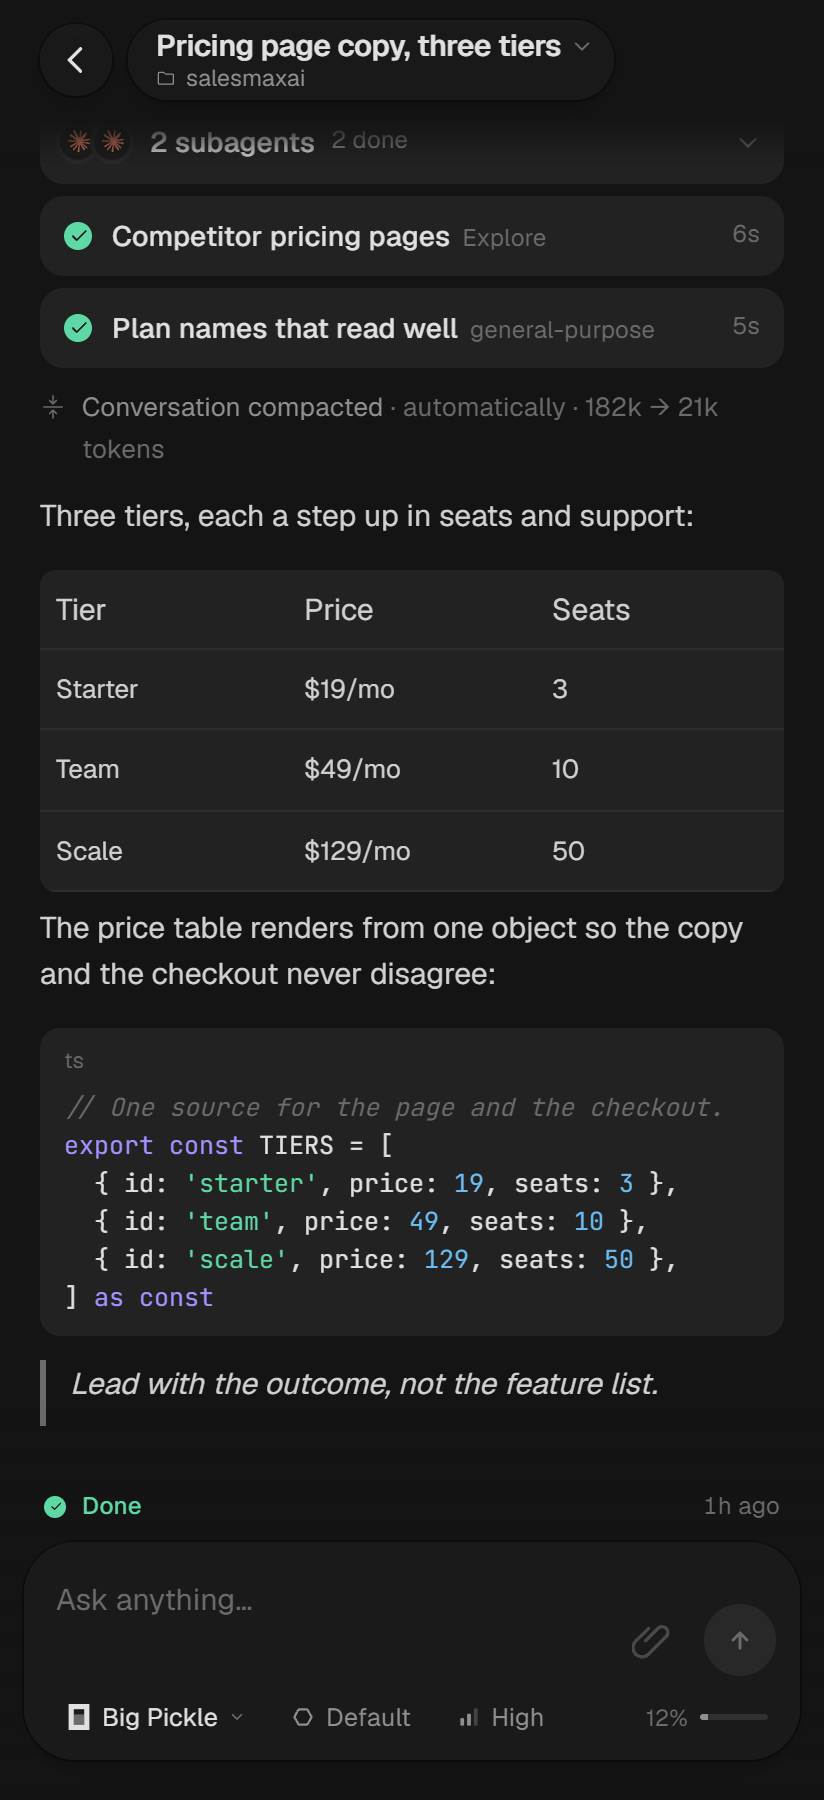 Pricing page copy, three tiers
salesmaxai
2 subagents 2 done
Competitor pricing pages Explore 6s
Plan names that read well general-purpose 5s
Conversation compacted · automatically · 182k → 21k
tokens
Three tiers, each a step up in seats and support:
Tier Price Seats
Starter $19/mo 3
Team $49/mo 10
Scale $129/mo 50
The price table renders from one object so the copy
and the checkout never disagree:
ts
// One source for the page and the checkout.
export const TIERS = [
  { id: 'starter', price: 19, seats: 3 },
  { id: 'team', price: 49, seats: 10 },
  { id: 'scale', price: 129, seats: 50 },
] as const
Lead with the outcome, not the feature list.
Done 1h ago
Ask anything...
Big Pickle Default High 12%